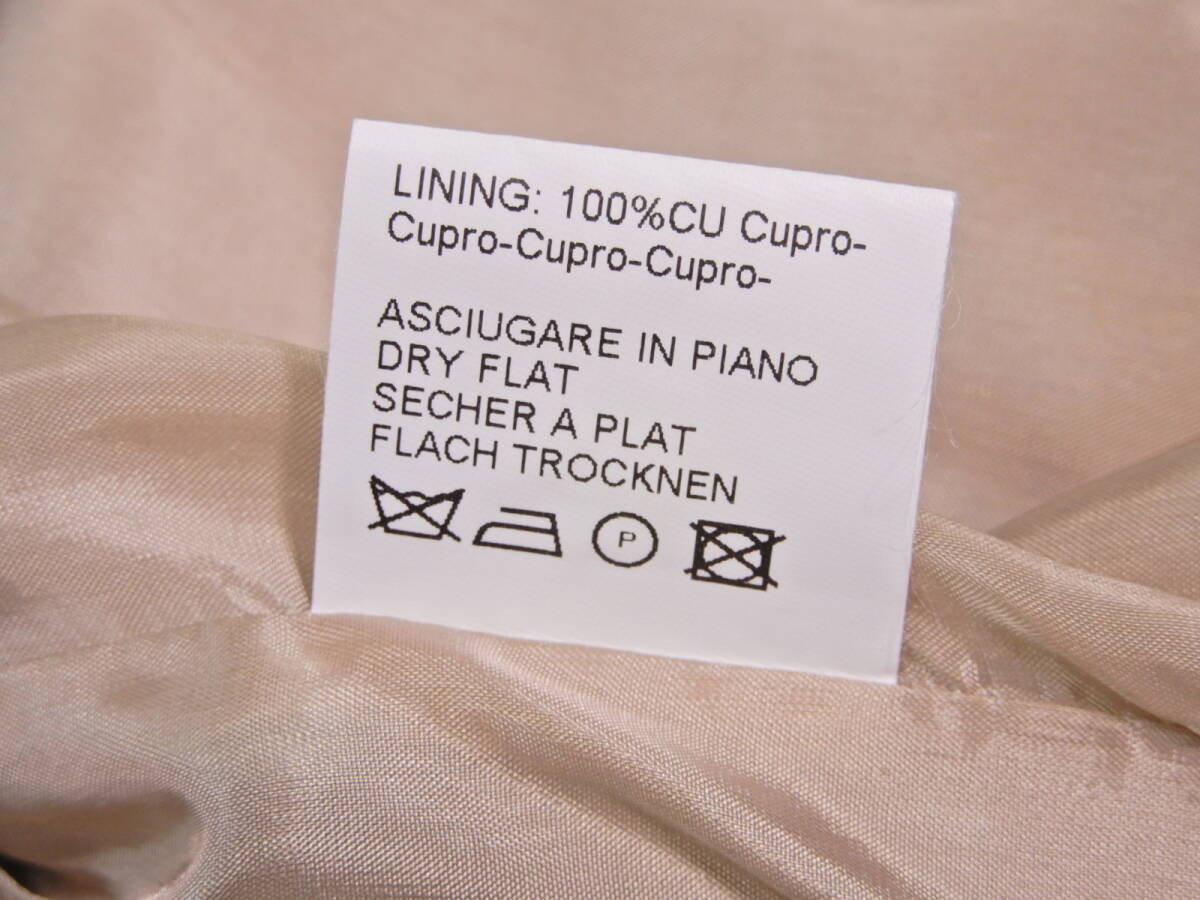 LINING: 100%CU Cupro-
Cupro-Cupro-Cupro-
ASCIUGARE IN PIANO
DRY FLAT
SECHER A PLAT
FLACH TROCKNEN
P